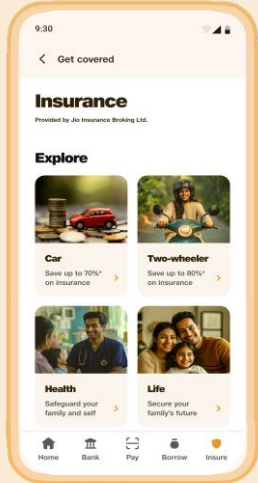 9:30
Get covered
Insurance
Provided by Jio Insurance Broking Ltd.
Explore
Car
Save up to 70%*
on insurance
Two-wheeler
Save up to 80%*
on insurance
Health
Safeguard your
family and self
Life
Secure your
family's future
Home Bank Pay Borrow Insure